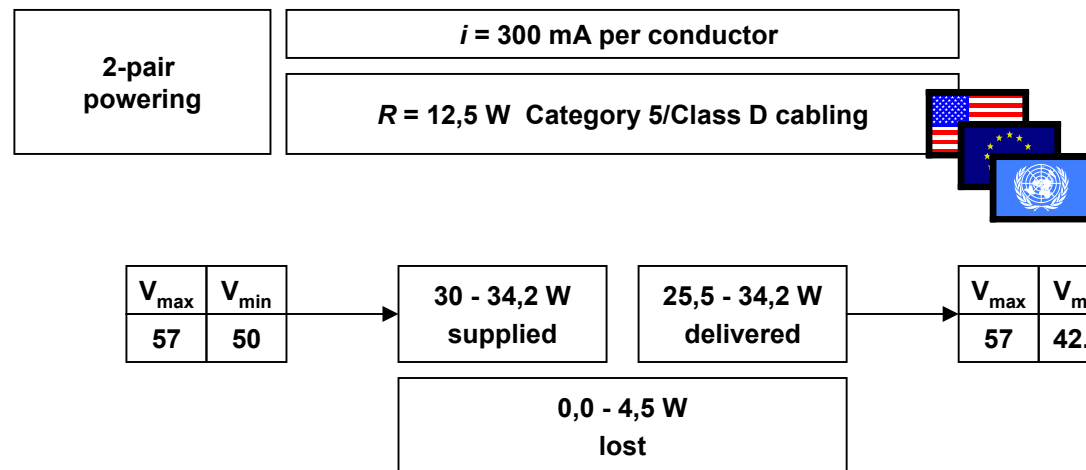 2-pair
powering
i = 300 mA per conductor
R = 12,5 W Category 5/Class D cabling
Vmax Vmin
57 50
30 - 34,2 W
supplied
25,5 - 34,2 W
delivered
Vmax
57
0,0 - 4,5 W
lost